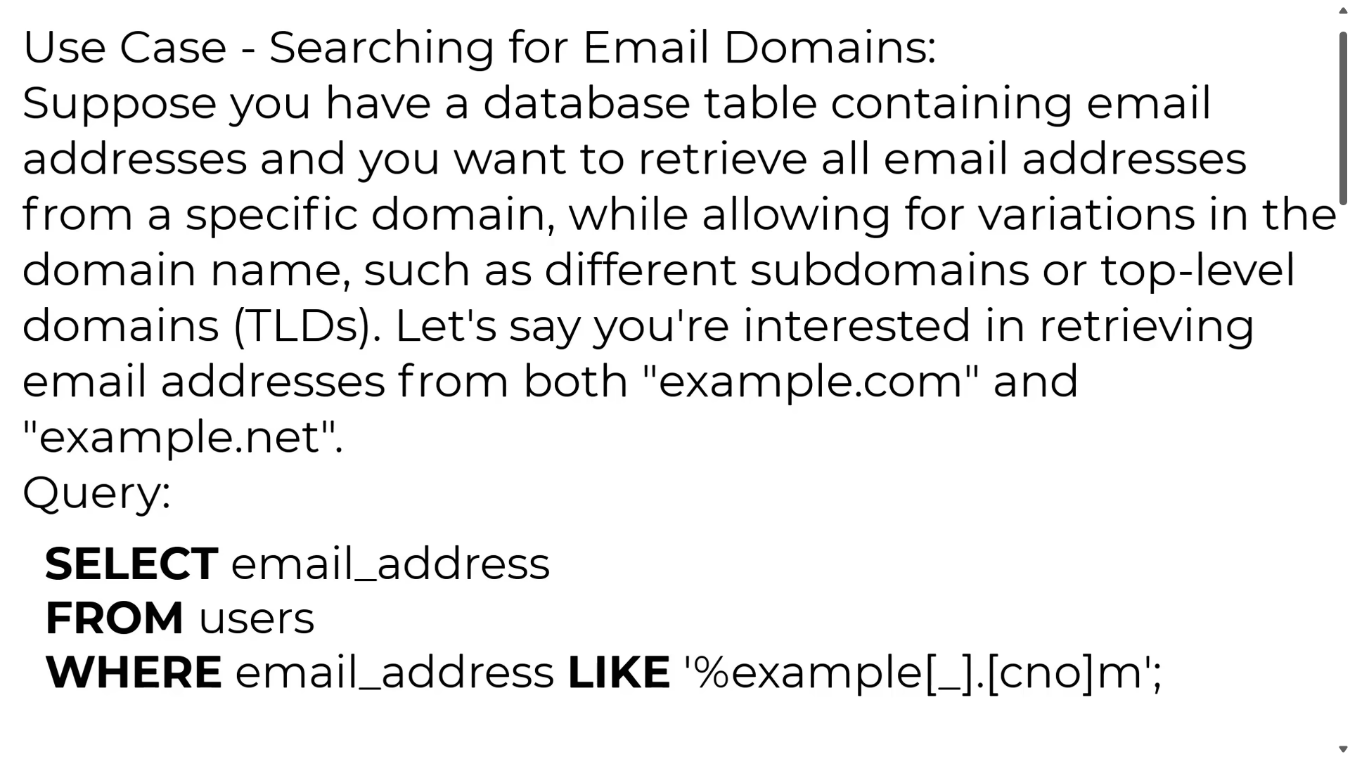 Use Case - Searching for Email Domains:
Suppose you have a database table containing email
addresses and you want to retrieve all email addresses
from a specific domain, while allowing for variations in the
domain name, such as different subdomains or top-level
domains (TLDs). Let's say you're interested in retrieving
email addresses from both "example.com" and
"example.net".
Query:
SELECT email_address
FROM users
WHERE email_address LIKE '%example[_].[cno]m';